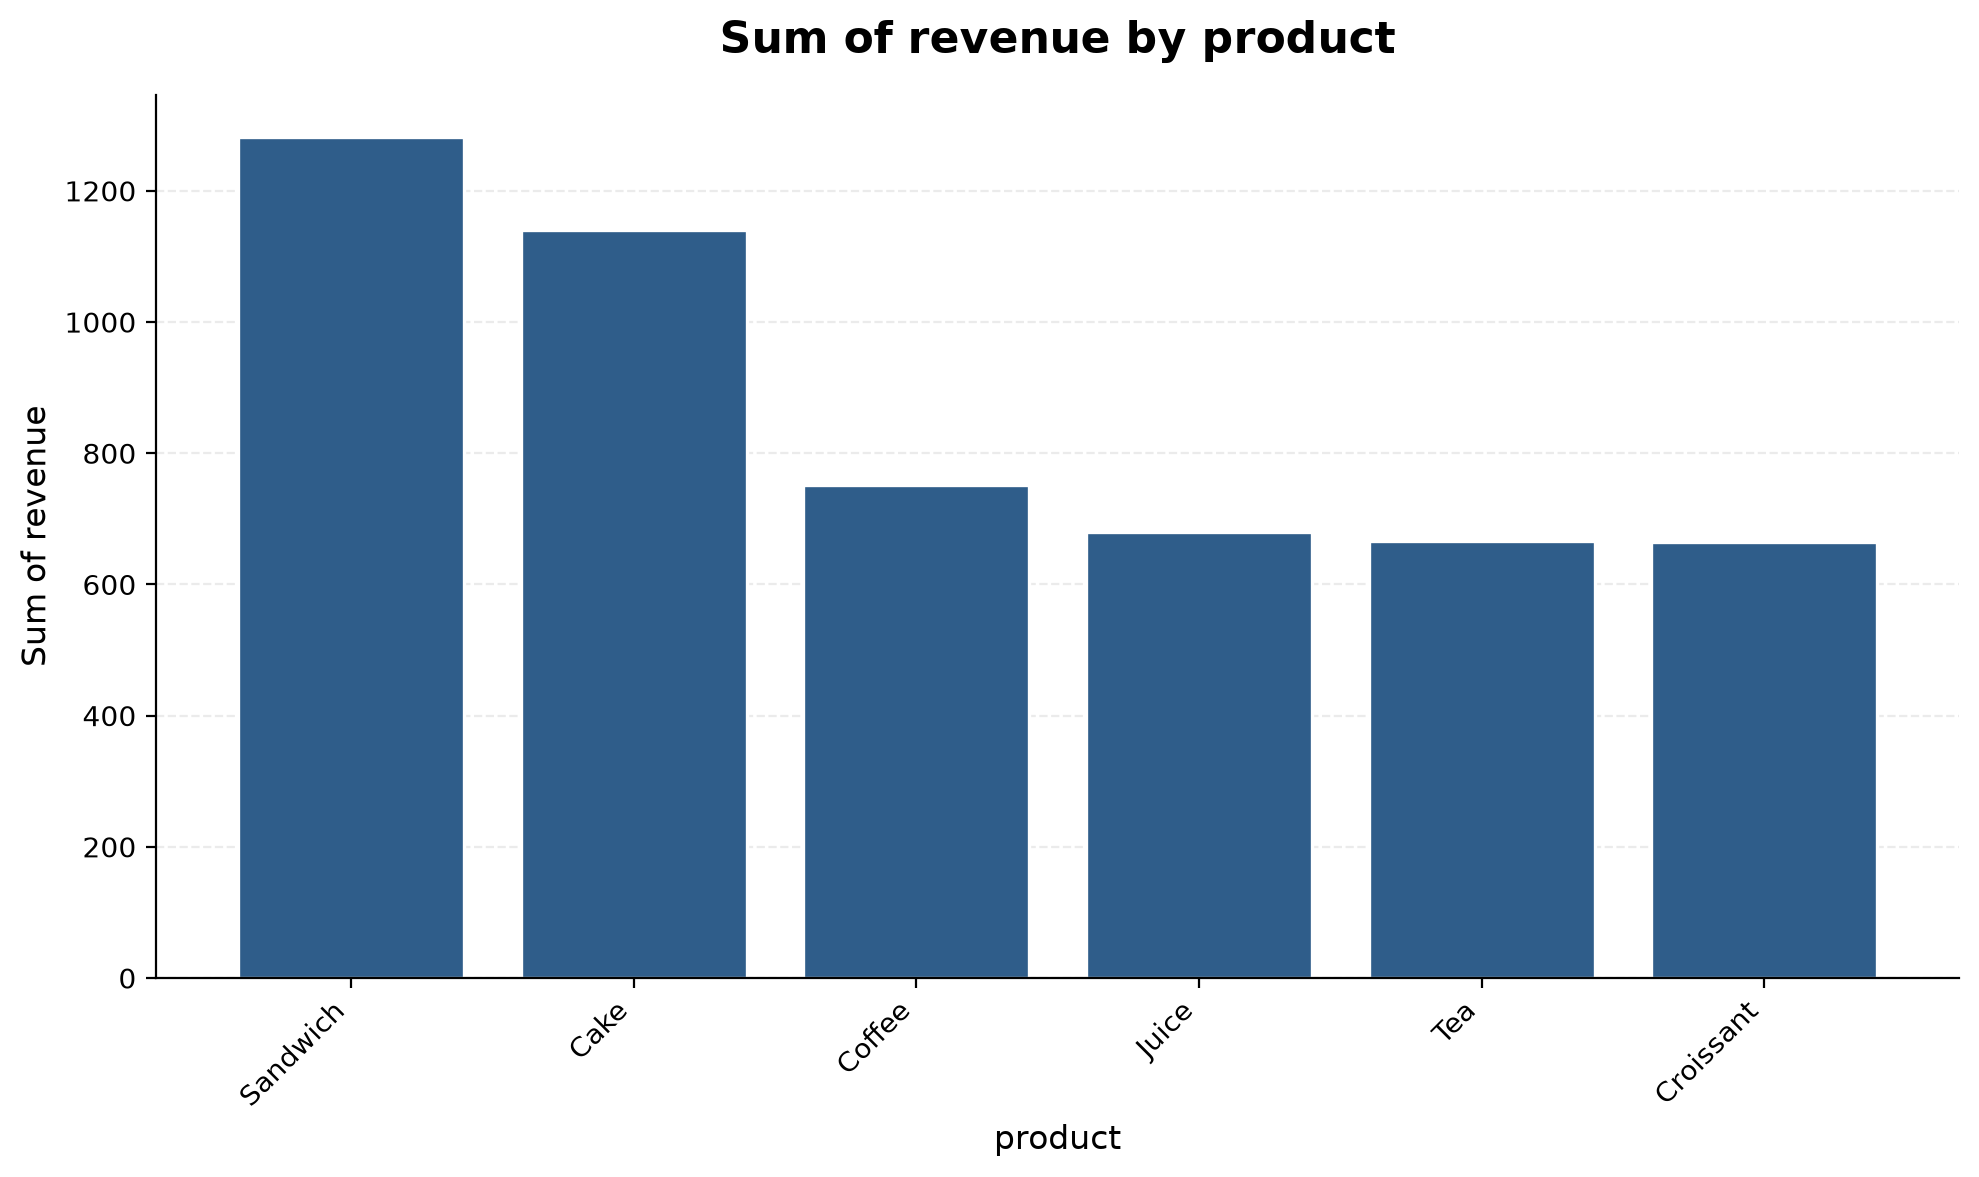 Sum of revenue by product
Sum of revenue
1200
1000
800
600
400
200
0
Sandwich
Cake
Coffee
Juice
Tea
Croissant
product